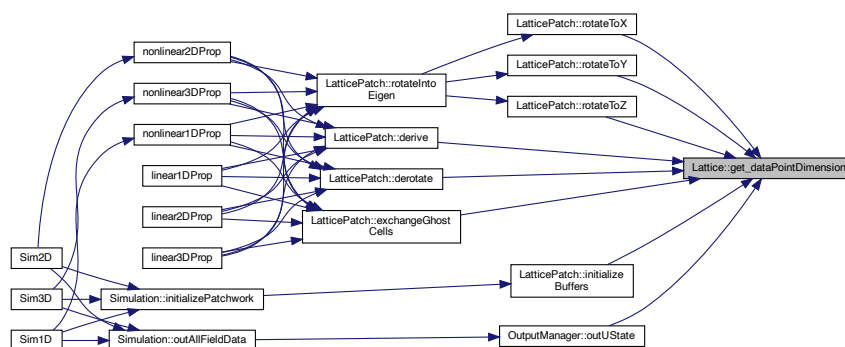 LatticePatch::rotateToX
nonlinear2DProp
LatticePatch::rotateToY
nonlinear3DProp
LatticePatch::rotateInto
Eigen
LatticePatch::rotateToZ
nonlinear1DProp
LatticePatch::derive
Lattice::get_dataPointDimension
linear1DProp
LatticePatch::derotate
linear2DProp
LatticePatch::exchangeGhost
Cells
linear3DProp
Sim2D
LatticePatch::initialize
Buffers
Sim3D
Simulation::initializePatchwork
Sim1D
Simulation::outAllFieldData
OutputManager::outUState